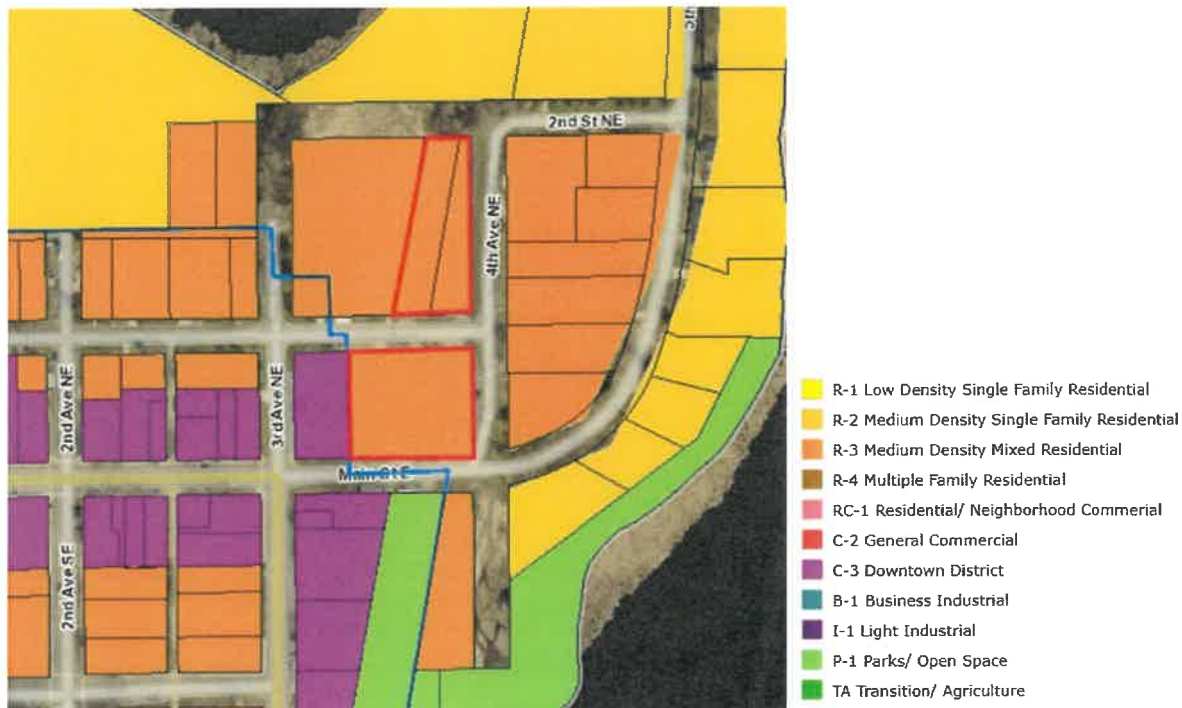 5th
2nd St NE
4th Ave NE
2nd Ave NE
3rd Ave NE
Main St E
2nd Ave SE
R-1 Low Density Single Family Residential
R-2 Medium Density Single Family Residential
R-3 Medium Density Mixed Residential
R-4 Multiple Family Residential
RC-1 Residential/ Neighborhood Commerial
C-2 General Commercial
C-3 Downtown District
B-1 Business Industrial
I-1 Light Industrial
P-1 Parks/ Open Space
TA Transition/ Agriculture